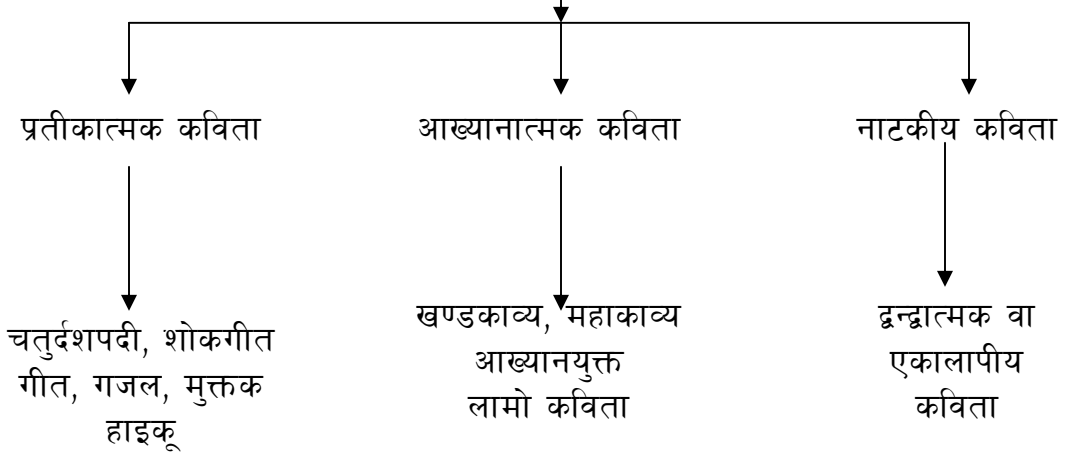 प्रतीकात्मक कविता
आख्यानात्मक कविता
नाटकीय कविता
चतुर्दशपदी, शोकगीत
गीत, गजल, मुक्तक
हाइकू
खण्डकाव्य, महाकाव्य
आख्यानयुक्त
लामो कविता
द्वन्द्वात्मक वा
एकालापीय
कविता